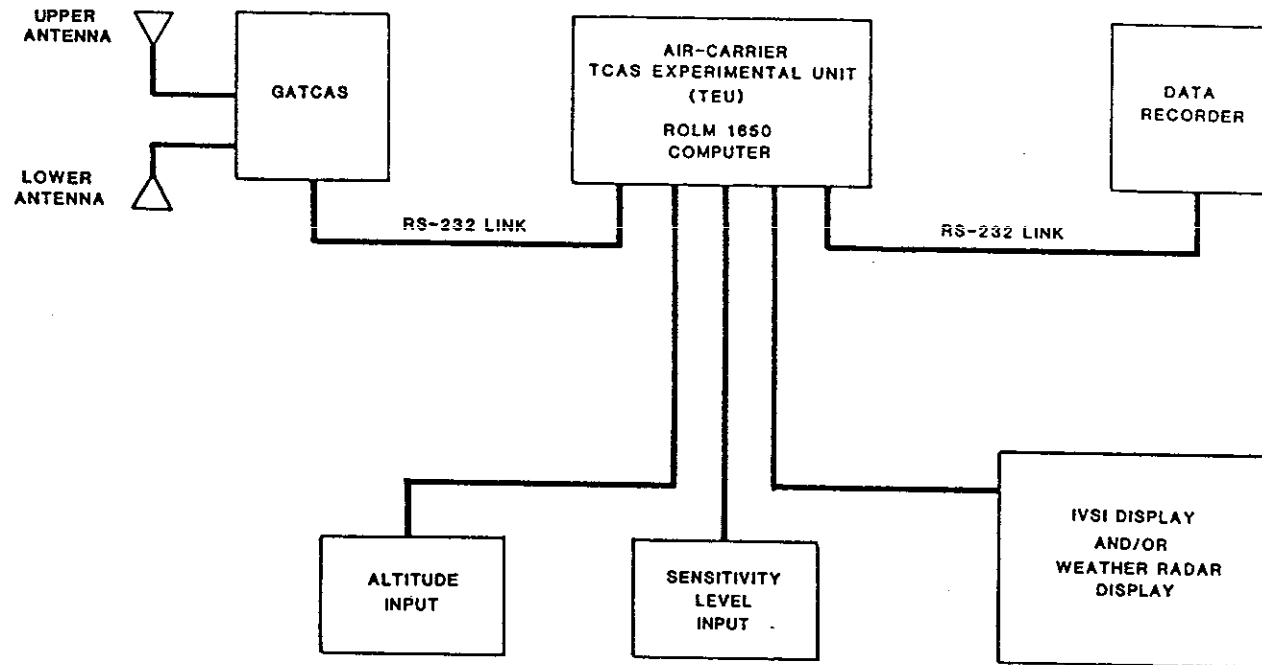 UPPER
ANTENNA
LOWER
ANTENNA
GATCAS
RS-232 LINK
AIR-CARRIER
TCAS EXPERIMENTAL UNIT
(TEU)
ROLM 1650
COMPUTER
RS-232 LINK
DATA
RECORDER
ALTITUDE
INPUT
SENSITIVITY
LEVEL
INPUT
IVSI DISPLAY
AND/OR
WEATHER RADAR
DISPLAY